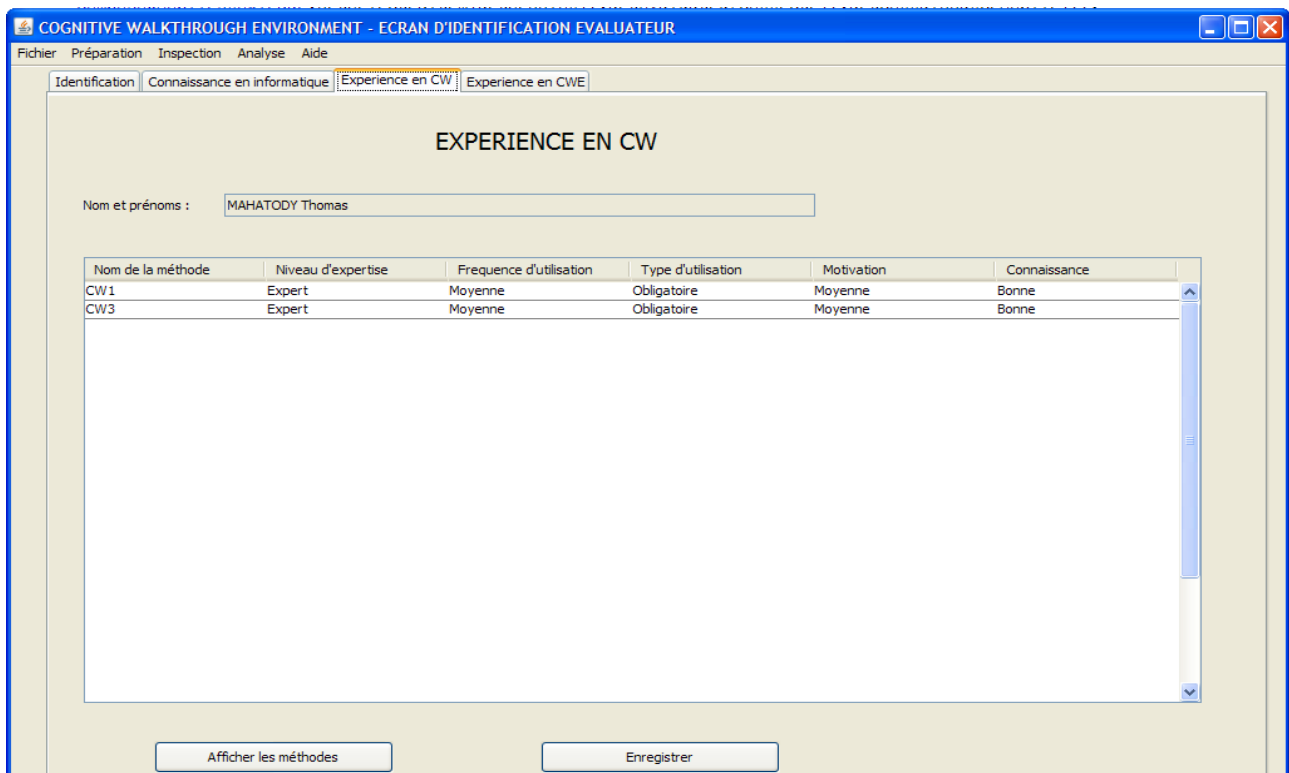 COGNITIVE WALKTHROUGH ENVIRONMENT - ECRAN D'IDENTIFICATION EVALUATEUR
Fichier Préparation Inspection Analyse Aide
Identification Connaissance en informatique Experience en CW Experience en CWE
EXPERIENCE EN CW
Nom et prénoms : MAHATODY Thomas
Nom de la méthode Niveau d'expertise Frequence d'utilisation Type d'utilisation Motivation Connaissance
CW1 Expert Moyenne Obligatoire Moyenne Bonne
CW3 Expert Moyenne Obligatoire Moyenne Bonne
Afficher les méthodes Enregistrer